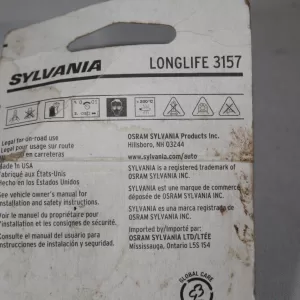 SYLVANIA
LONGLIFE 3157
Legal for on-road use
Legal pour usage sur route
en carreteras
Made in USA
Fabriqué aux États-Unis
Hecho en los Estados Unidos
See vehicle owner's manual for
installation and safety instructions.
Voir le manuel du propriétaire pour
l'installation et les consignes de sécurité.
Consulte el manual del usuario para
instrucciones de instalación y seguridad.
OSRAM SYLVANIA Products Inc.
Hillsboro, NH 03244
www.sylvania.com/auto
SYLVANIA is a registered trademark of
OSRAM SYLVANIA INC.
SYLVANIA est une marque de commerce
déposée de OSRAM SYLVANIA INC.
SYLVANIA es una marca registrada de
OSRAM SYLVANIA INC.
Imported by/Importé par:
OSRAM SYLVANIA LTD/LTÉE
Mississauga, Ontario L5S 1S4
GLOBAL CARE